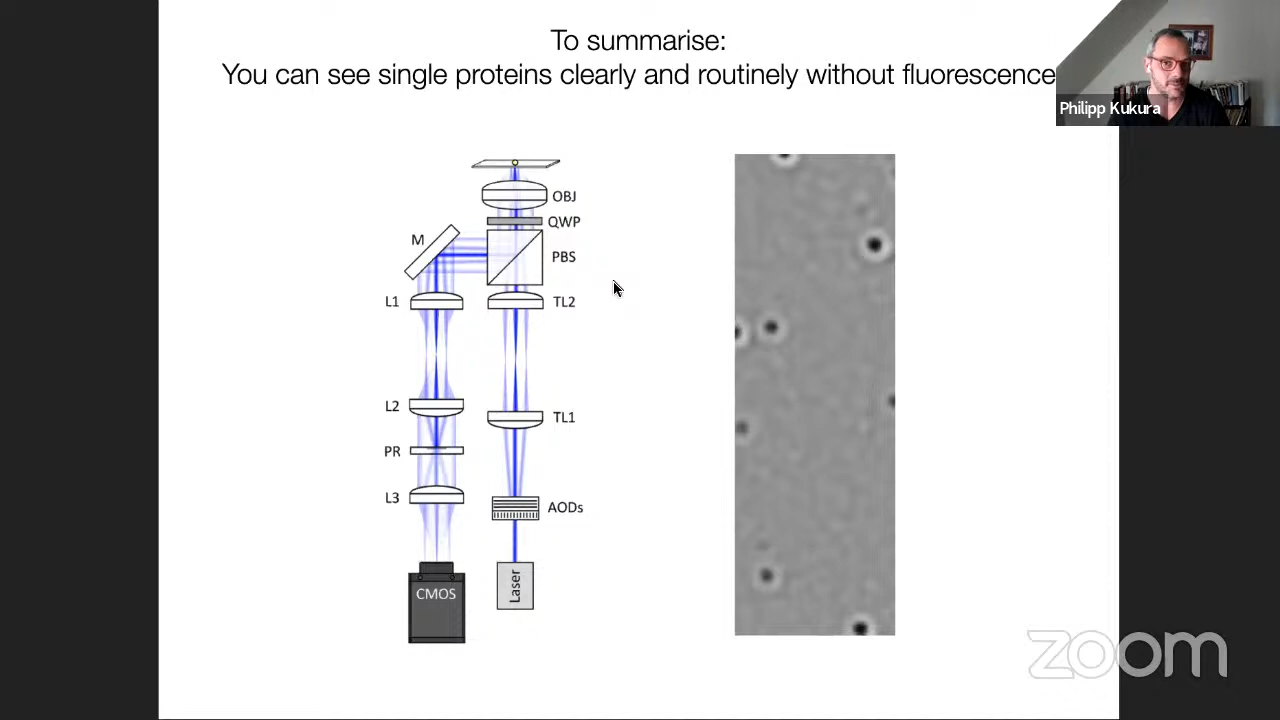 To summarise:
You can see single proteins clearly and routinely without fluorescence
Philipp Kukura
OBJ
QWP
M
PBS
L1
TL2
L2
TL1
PR
L3
AODs
CMOS
Laser
zoom